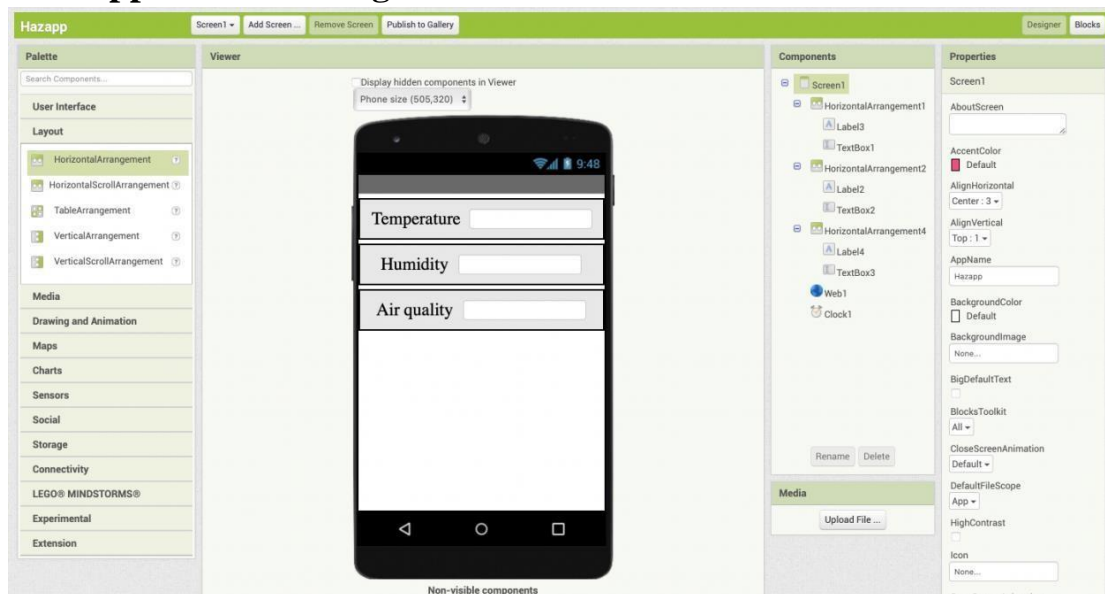 Hazapp
Screen1
Add Screen ...
Remove Screen
Publish to Gallery
Designer
Blocks
Palette
Search Components...
User Interface
Layout
HorizontalArrangement
HorizontalScrollArrangement
TableArrangement
VerticalArrangement
VerticalScrollArrangement
Media
Drawing and Animation
Maps
Charts
Sensors
Social
Storage
Connectivity
LEGO® MINDSTORMS®
Experimental
Extension
Viewer
Display hidden components in Viewer
Phone size (505,320)
9:48
Temperature
Humidity
Air quality
Non-visible components
Components
Screen1
HorizontalArrangement1
Label3
TextBox1
HorizontalArrangement2
Label2
TextBox2
HorizontalArrangement4
Label4
TextBox3
Web1
Clock1
Rename
Delete
Media
Upload File ...
Properties
Screen1
AboutScreen
AccentColor
Default
AlignHorizontal
Center : 3
AlignVertical
Top : 1
AppName
Hazapp
BackgroundColor
Default
BackgroundImage
None...
BigDefaultText
BlocksToolkit
All
CloseScreenAnimation
Default
DefaultFileScope
App
HighContrast
Icon
None...